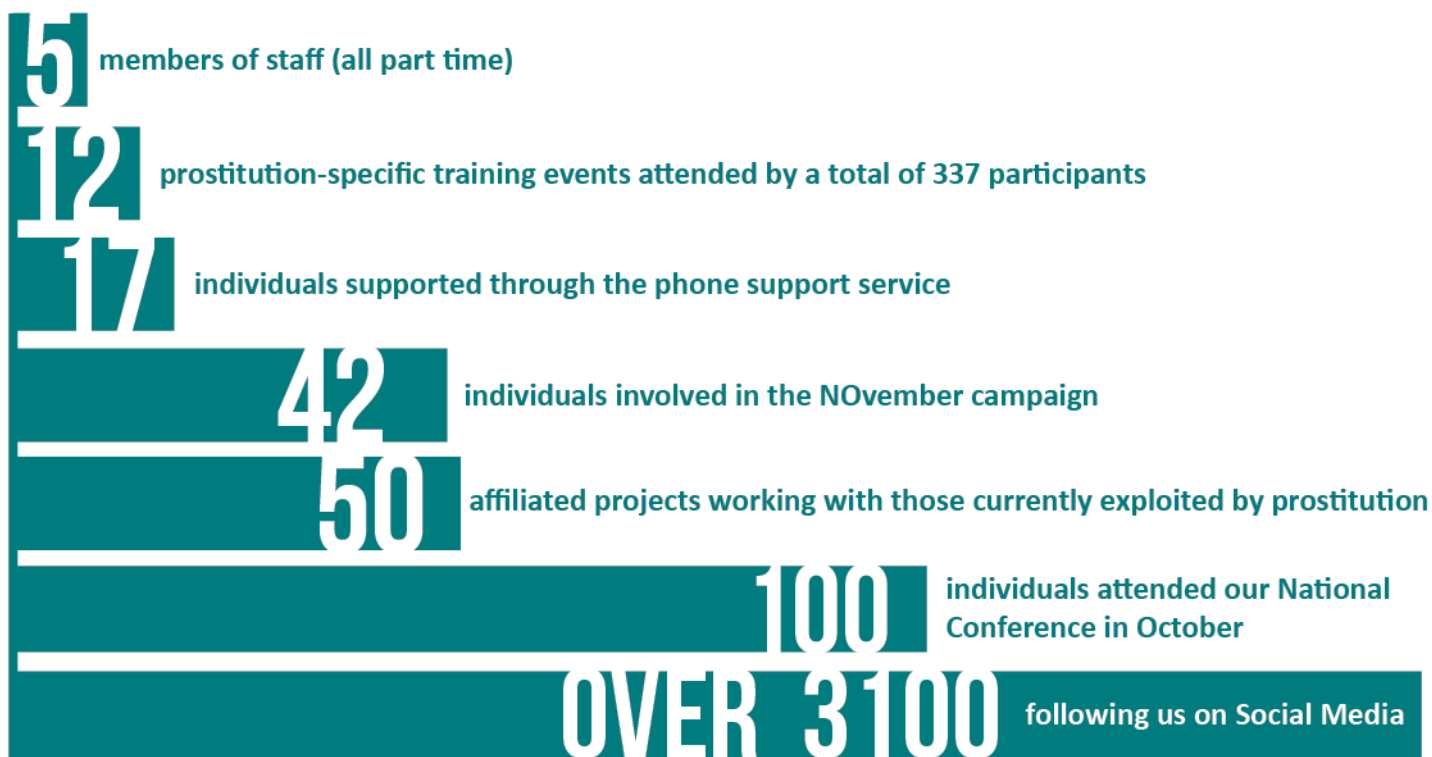 5 members of staff (all part time)
12 prostitution-specific training events attended by a total of 337 participants
17 individuals supported through the phone support service
42 individuals involved in the NOvember campaign
50 affiliated projects working with those currently exploited by prostitution
100 individuals attended our National
Conference in October
OVER 3100 following us on Social Media